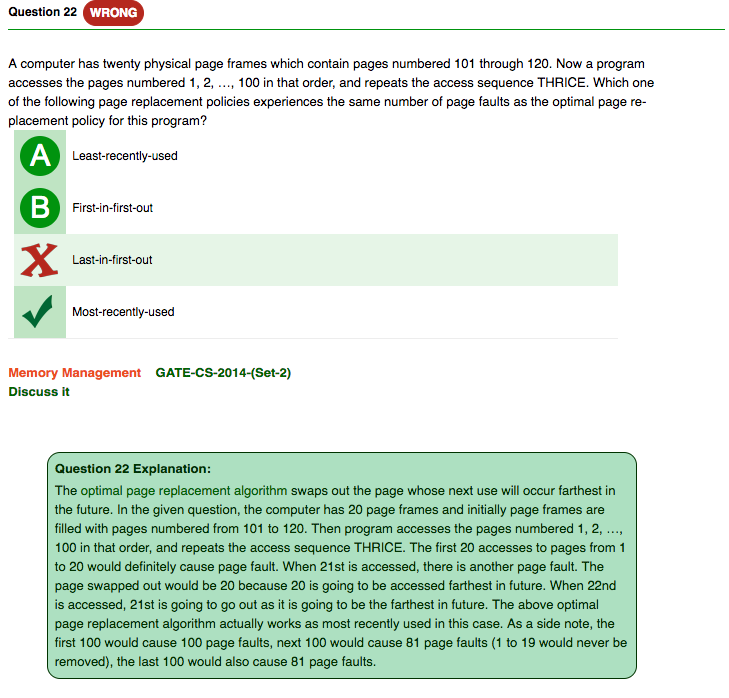 Question 22 WRONG
A computer has twenty physical page frames which contain pages numbered 101 through 120. Now a program
accesses the pages numbered 1, 2, …, 100 in that order, and repeats the access sequence THRICE. Which one
of the following page replacement policies experiences the same number of page faults as the optimal page re-
placement policy for this program?
A Least-recently-used
B First-in-first-out
Last-in-first-out
Most-recently-used
Memory Management GATE-CS-2014-(Set-2)
Discuss it
Question 22 Explanation:
The optimal page replacement algorithm swaps out the page whose next use will occur farthest in
the future. In the given question, the computer has 20 page frames and initially page frames are
filled with pages numbered from 101 to 120. Then program accesses the pages numbered 1, 2, …,
100 in that order, and repeats the access sequence THRICE. The first 20 accesses to pages from 1
to 20 would definitely cause page fault. When 21st is accessed, there is another page fault. The
page swapped out would be 20 because 20 is going to be accessed farthest in future. When 22nd
is accessed, 21st is going to go out as it is going to be the farthest in future. The above optimal
page replacement algorithm actually works as most recently used in this case. As a side note, the
first 100 would cause 100 page faults, next 100 would cause 81 page faults (1 to 19 would never be
removed), the last 100 would also cause 81 page faults.